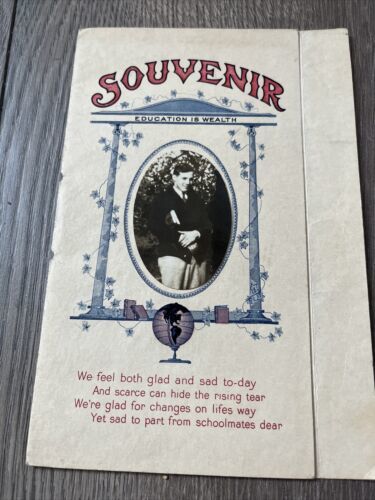 SOUVENIR
EDUCATION IS WEALTH
We feel both glad and sad to-day
And scarce can hide the rising tear
We're glad for changes on lifes way
Yet sad to part from schoolmates dear